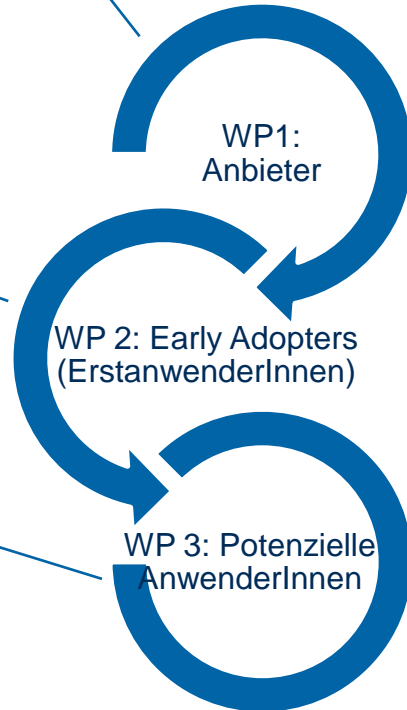 WP1:
Anbieter
WP 2: Early Adopters
(ErstanwenderInnen)
WP 3: Potenzielle
AnwenderInnen